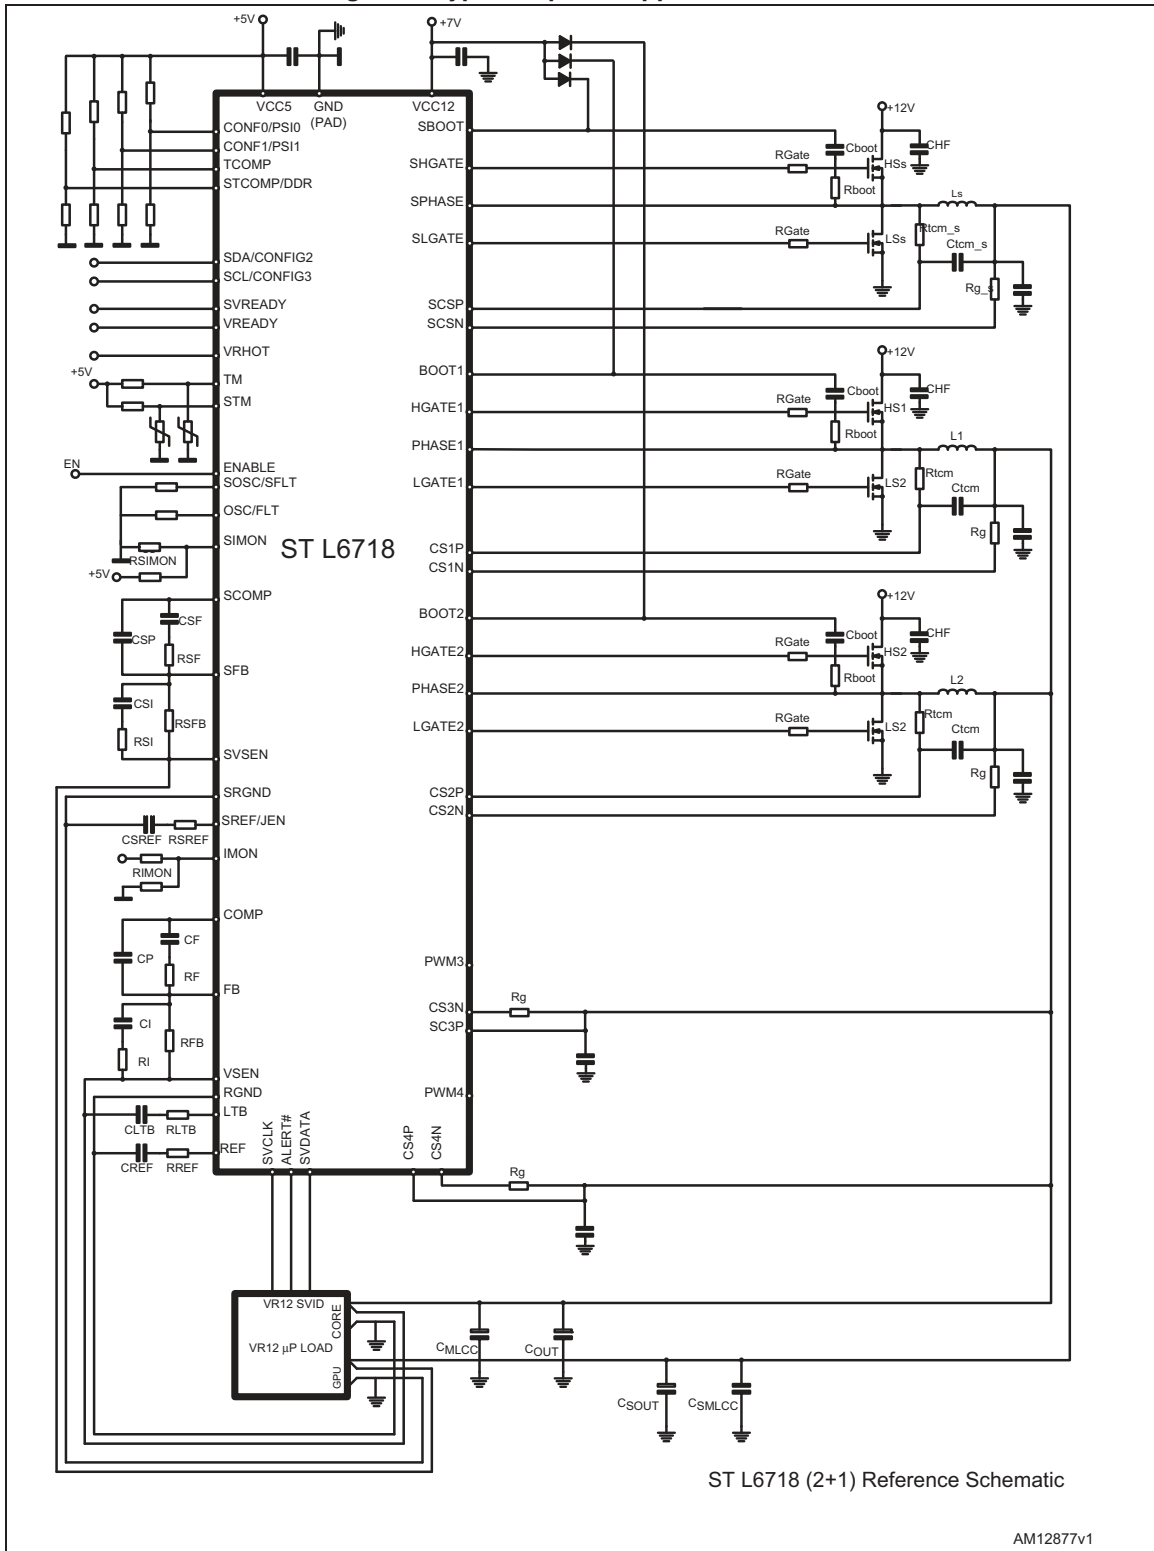 +5V
+7V
VCC5
GND
(PAD)
VCC12
CONF0/PSI0
CONF1/PSI1
TCOMP
STCOMP/DDR
SDA/CONFIG2
SCL/CONFIG3
SVREADY
VREADY
VRHOT
+5V
TM
STM
EN
ENABLE
SOSC/SFLT
OSC/FLT
SIMON
RSIMON
+5V
SCOMP
CSF
CSP
RSF
SFB
CSI
RSFB
RSI
SVSEN
SRGND
SREF/JEN
CSREF
RSREF
IMON
RIMON
COMP
CF
CP
RF
FB
CI
RFB
RI
VSEN
RGND
LTB
CLTB
RLTB
REF
CREF
RREF
ST L6718
SBOOT
SHGATE
SPHASE
SLGATE
SCSP
SCSN
BOOT1
HGATE1
PHASE1
LGATE1
CS1P
CS1N
BOOT2
HGATE2
PHASE2
LGATE2
CS2P
CS2N
PWM3
CS3N
SC3P
PWM4
SVCLK
ALERT#
SVDATA
CS4P
CS4N
+12V
CHF
Cboot
RGate
HSs
Rboot
Ls
RGate
LSs
Rtcm_s
Ctcm_s
Rg_s
+12V
CHF
Cboot
RGate
HS1
Rboot
L1
RGate
LS2
Rtcm
Ctcm
Rg
+12V
CHF
Cboot
RGate
HS2
Rboot
L2
RGate
LS2
Rtcm
Ctcm
Rg
Rg
Rg
VR12 SVID
CORE
VR12 µP LOAD
GPU
CMLCC
COUT
CSOUT
CSMLCC
ST L6718 (2+1) Reference Schematic
AM12877v1